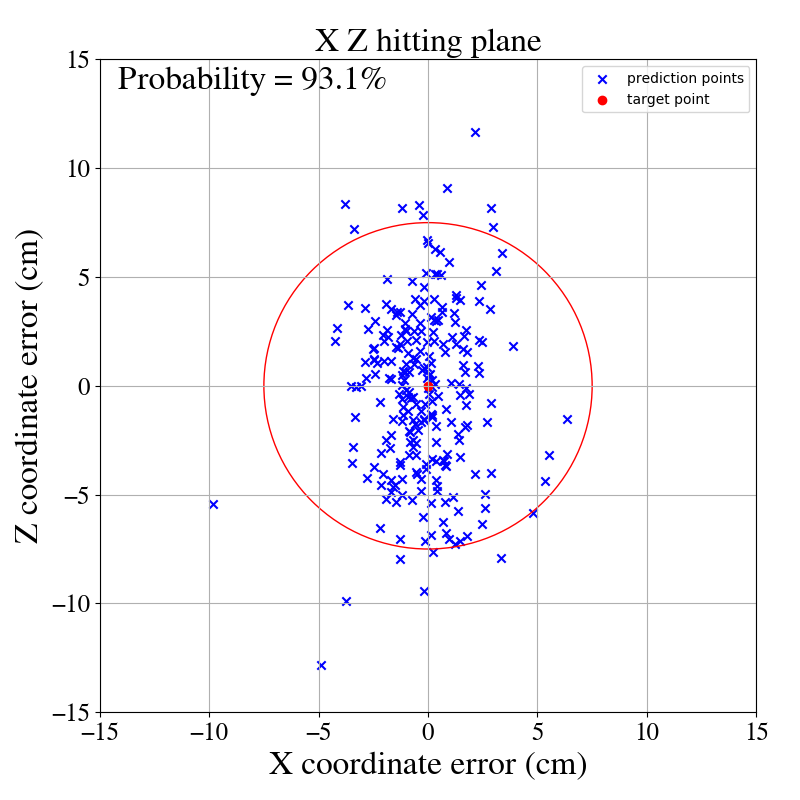 X Z hitting plane
Probability = 93.1%
prediction points
target point
15
10
5
0
−5
−10
−15
Z coordinate error (cm)
−15 −10 −5 0 5 10 15
X coordinate error (cm)